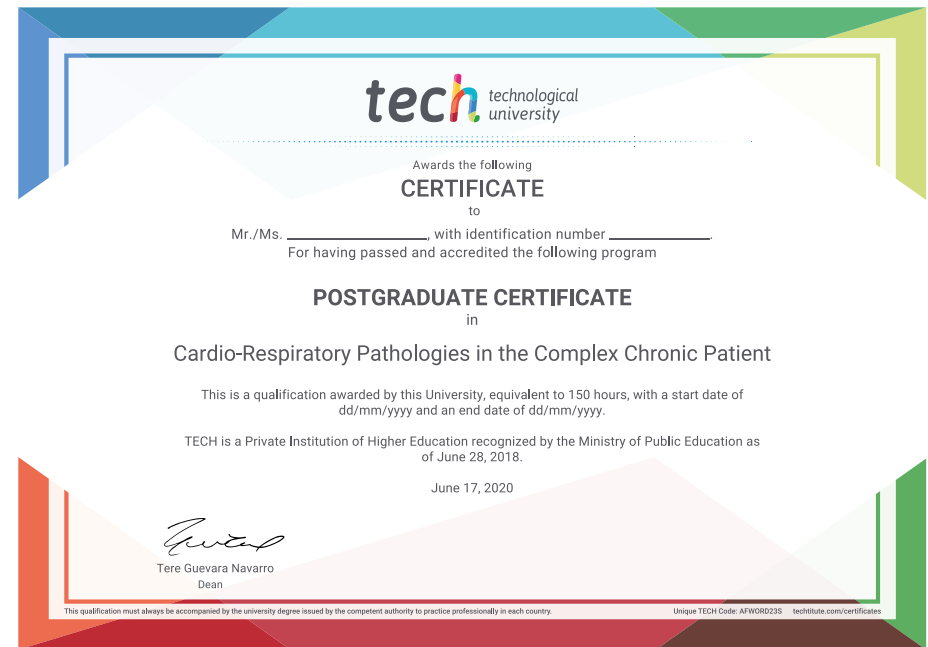 tech technological
university
Awards the following
CERTIFICATE
to
Mr./Ms. ____________________, with identification number ______________.
For having passed and accredited the following program
POSTGRADUATE CERTIFICATE
in
Cardio-Respiratory Pathologies in the Complex Chronic Patient
This is a qualification awarded by this University, equivalent to 150 hours, with a start date of
dd/mm/yyyy and an end date of dd/mm/yyyy.
TECH is a Private Institution of Higher Education recognized by the Ministry of Public Education as
of June 28, 2018.
June 17, 2020
Tere Guevara Navarro
Dean
This qualification must always be accompanied by the university degree issued by the competent authority to practice professionally in each country. Unique TECH Code: AFWORD23S techtitute.com/certificates